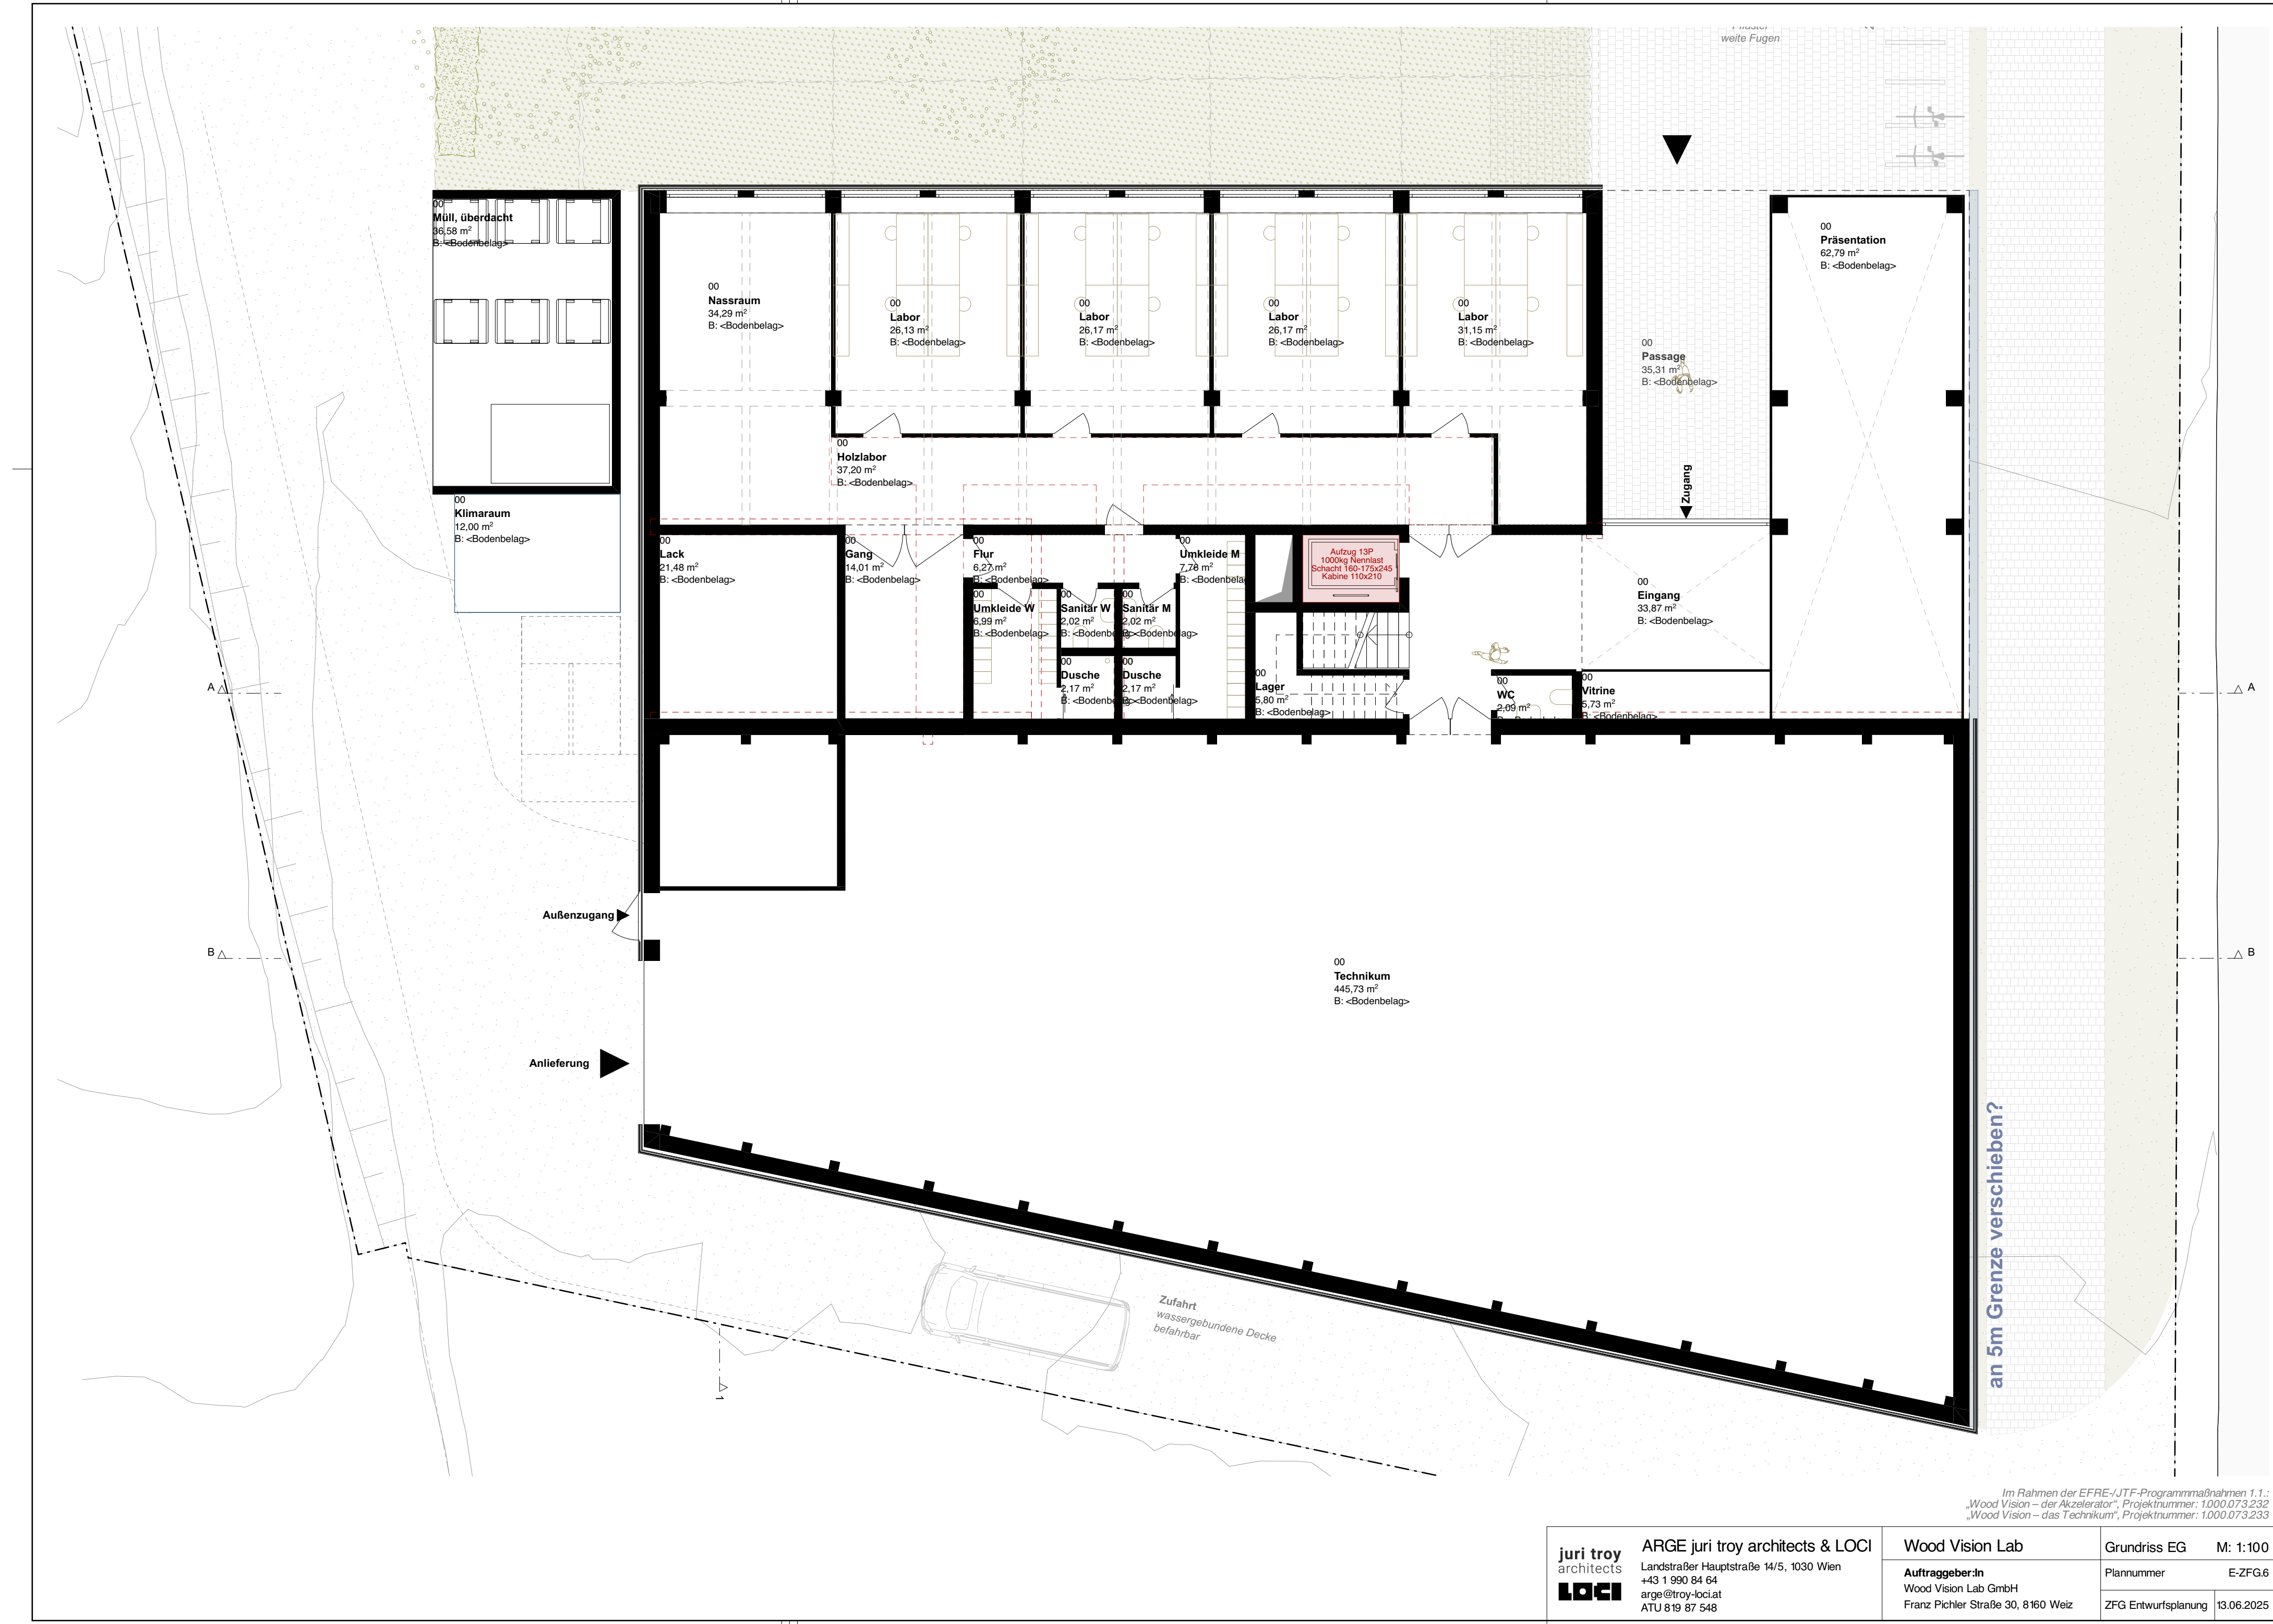 weite Fugen
00
Müll, überdacht
36,58 m²
B: <Bodenbelag>
00
Klimaraum
12,00 m²
B: <Bodenbelag>
00
Nassraum
34,29 m²
B: <Bodenbelag>
00
Labor
26,13 m²
B: <Bodenbelag>
00
Labor
26,17 m²
B: <Bodenbelag>
00
Labor
26,17 m²
B: <Bodenbelag>
00
Labor
31,15 m²
B: <Bodenbelag>
00
Passage
35,31 m²
B: <Bodenbelag>
00
Präsentation
62,79 m²
B: <Bodenbelag>
00
Holzlabor
37,20 m²
B: <Bodenbelag>
Zugang
00
Lack
21,48 m²
B: <Bodenbelag>
00
Gang
14,01 m²
B: <Bodenbelag>
00
Flur
6,27 m²
B: <Bodenbelag>
Umkleide M
7,78 m²
B: <Bodenbela
Aufzug 13P
1000kg Nennlast
Schacht 160-175x245
Kabine 110x210
00
Eingang
33,87 m²
B: <Bodenbelag>
00
Umkleide W
6,99 m²
B: <Bodenbelag>
00
Sanitär W
2,02 m²
00
Sanitär M
2,02 m²
B: <Bodenbelag>
00
Dusche
2,17 m²
00
Dusche
2,17 m²
B: <Bodenbelag>
00
Lager
5,80 m²
B: <Bodenbelag>
00
WC
2,09 m²
00
Vitrine
5,73 m²
B: <Bodenbelag>
A
A
Außenzugang
B
B
00
Technikum
445,73 m²
B: <Bodenbelag>
Anlieferung
an 5m Grenze verschieben?
Zufahrt
wassergebundene Decke
befahrbar
1
Im Rahmen der EFRE-/JTF-Programmmaßnahmen 1.1.:
„Wood Vision – der Akzelerator“, Projektnummer: 1.000.073.232
„Wood Vision – das Technikum“, Projektnummer: 1.000.073.233
juri troy
architects
LOCI
ARGE juri troy architects & LOCI
Landstraßer Hauptstraße 14/5, 1030 Wien
+43 1 990 84 64
arge@troy-loci.at
ATU 819 87 548
Wood Vision Lab
Auftraggeber:In
Wood Vision Lab GmbH
Franz Pichler Straße 30, 8160 Weiz
Grundriss EG M: 1:100
Plannummer E-ZFG.6
ZFG Entwurfsplanung 13.06.2025